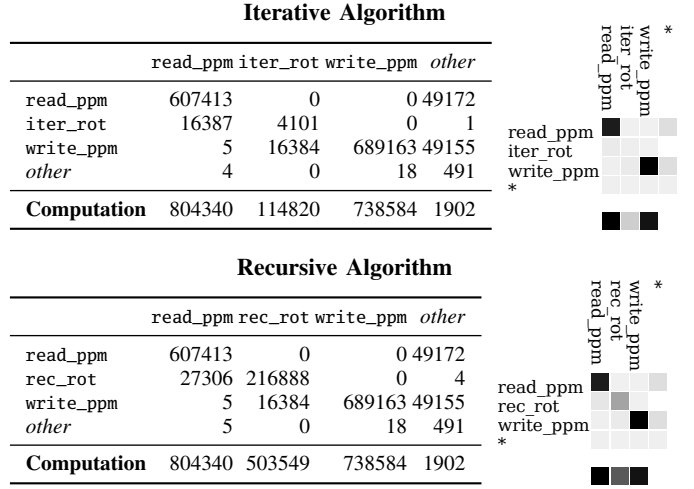 Iterative Algorithm
read_ppm iter_rot write_ppm other
read_ppm 607413 0 0 49172
iter_rot 16387 4101 0 1
write_ppm 5 16384 689163 49155
other 4 0 18 491
Computation 804340 114820 738584 1902
read_ppm
iter_rot
write_ppm
*
read_ppm
iter_rot
write_ppm
*
Recursive Algorithm
read_ppm rec_rot write_ppm other
read_ppm 607413 0 0 49172
rec_rot 27306 216888 0 4
write_ppm 5 16384 689163 49155
other 5 0 18 491
Computation 804340 503549 738584 1902
read_ppm
rec_rot
write_ppm
*
read_ppm
rec_rot
write_ppm
*